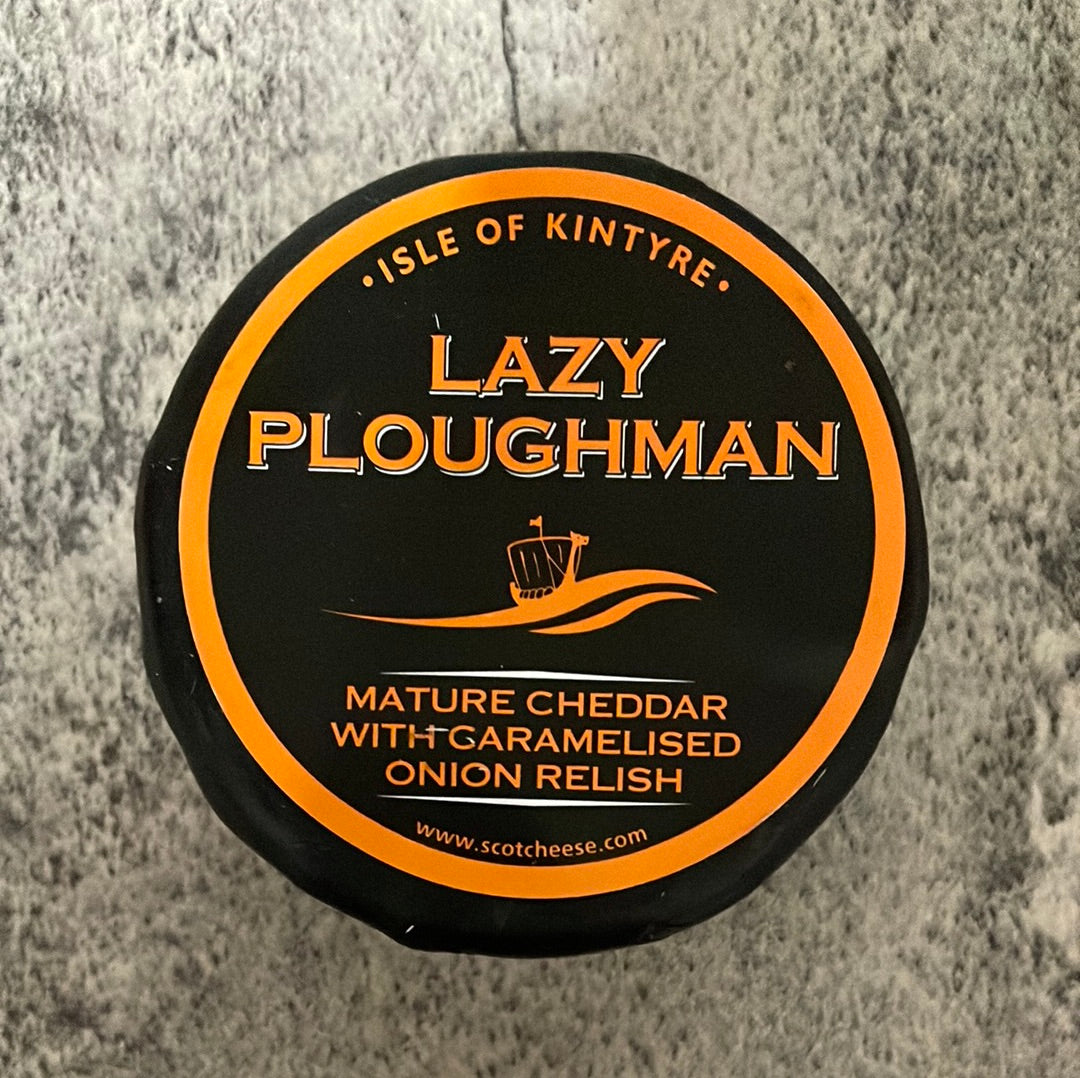 • ISLE OF KINTYRE •
LAZY
PLOUGHMAN
MATURE CHEDDAR
WITH CARAMELISED
ONION RELISH
www.scotcheese.com